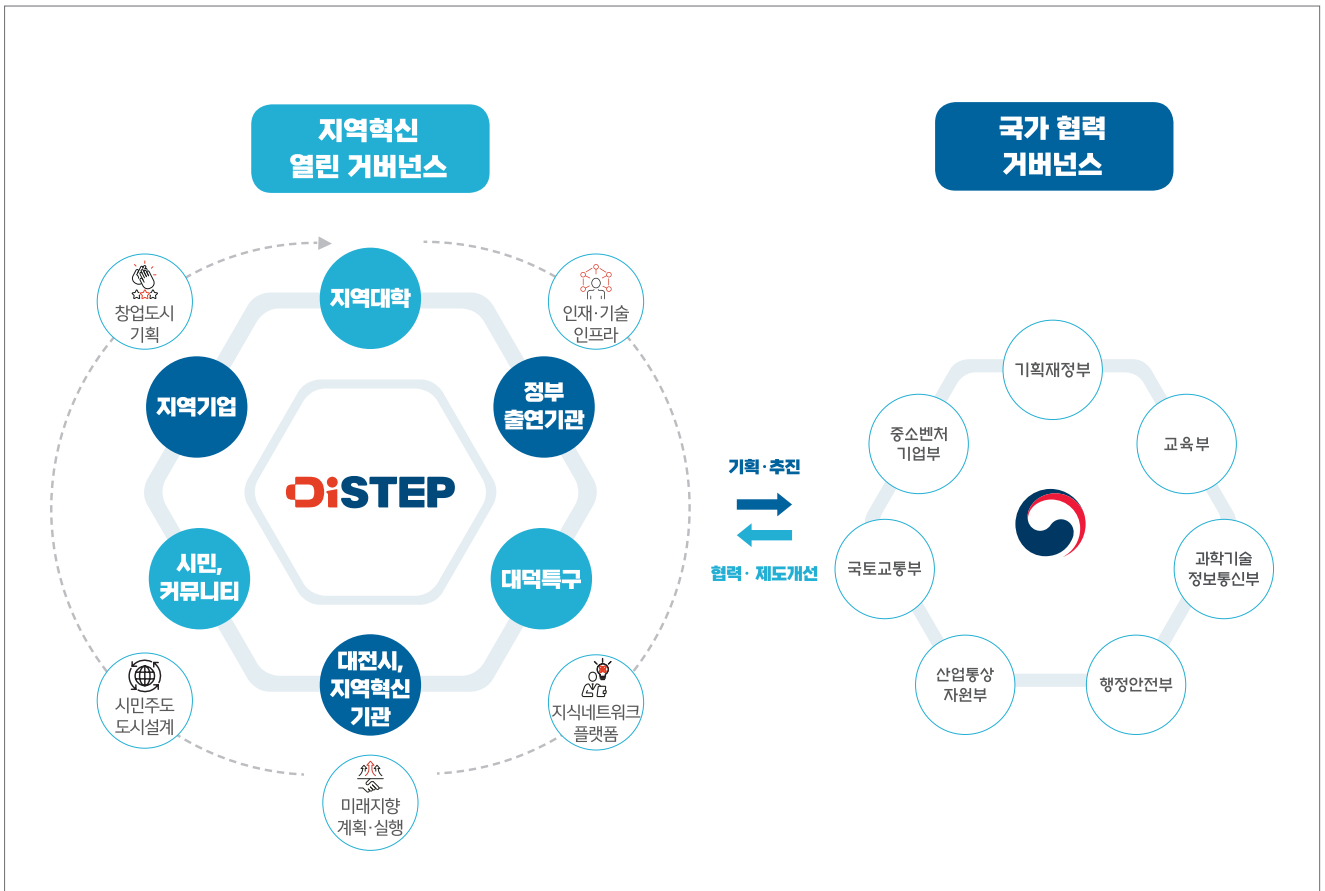 지역혁신
열린 거버넌스
국가 협력
거버넌스
창업도시
기획
지역대학
인재·기술
인프라
지역기업
정부
출연기관
DiSTEP
시민,
커뮤니티
대덕특구
대전시,
지역혁신
기관
시민주도
도시설계
지식네트워크
플랫폼
미래지향
계획·실행
기획·추진
협력· 제도개선
기획재정부
중소벤처
기업부
교육부
국토교통부
과학기술
정보통신부
산업통상
자원부
행정안전부